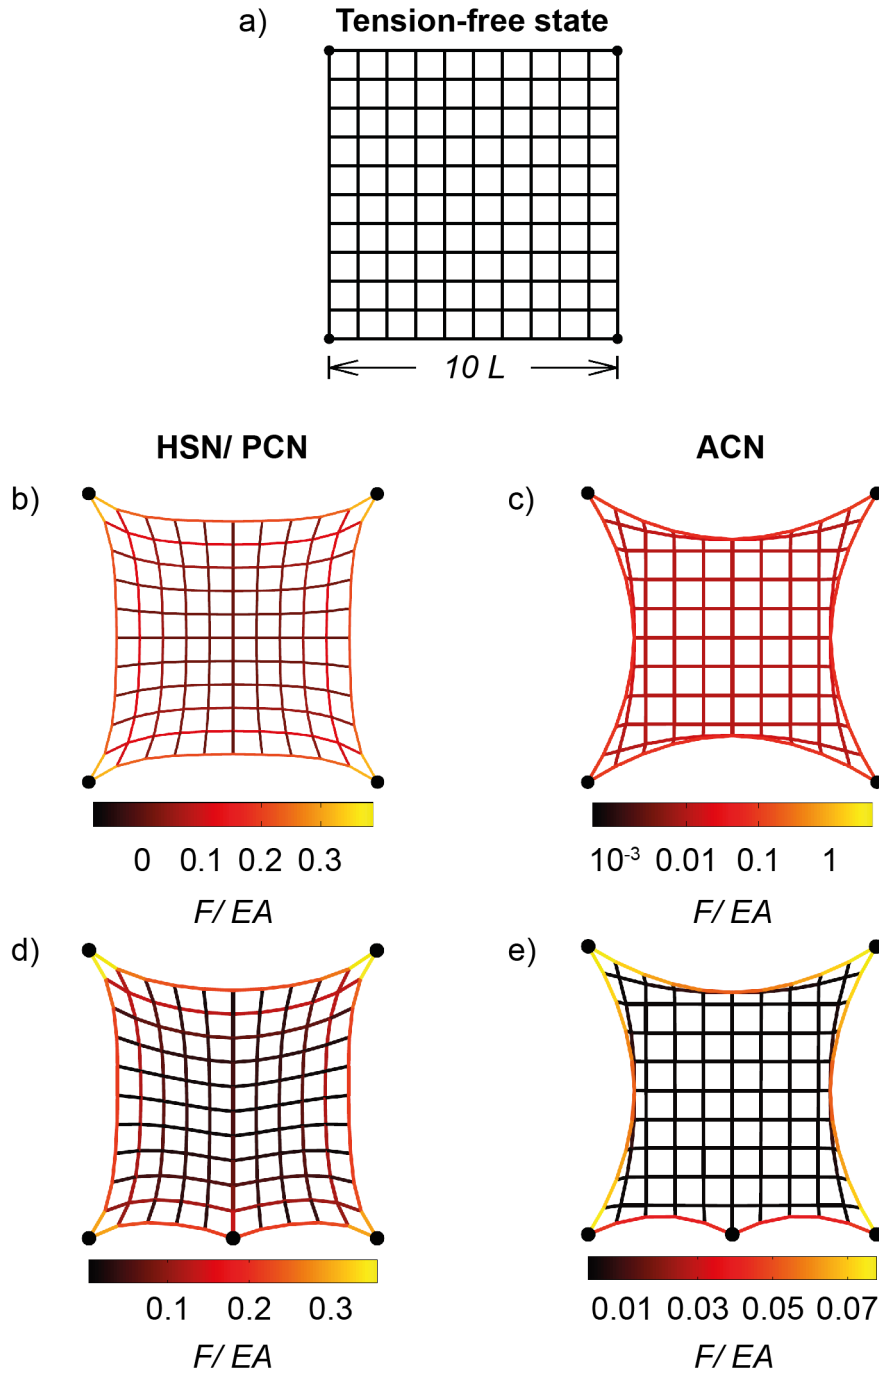 a) Tension-free state
10 L
HSN/ PCN
ACN
b)
c)
0 0.1 0.2 0.3
10⁻³ 0.01 0.1 1
F/ EA
F/ EA
d)
e)
0.1 0.2 0.3
0.01 0.03 0.05 0.07
F/ EA
F/ EA